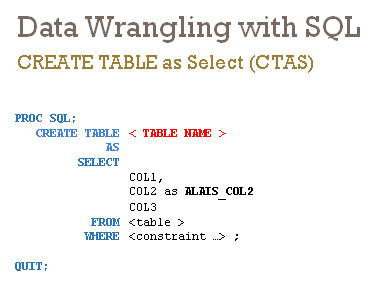 Data Wrangling with SQL
CREATE TABLE as Select (CTAS)
PROC SQL;
CREATE TABLE < TABLE NAME >
AS
SELECT
COL1,
COL2 as ALAIS_COL2
COL3
FROM <table >
WHERE <constraint …> ;
QUIT;